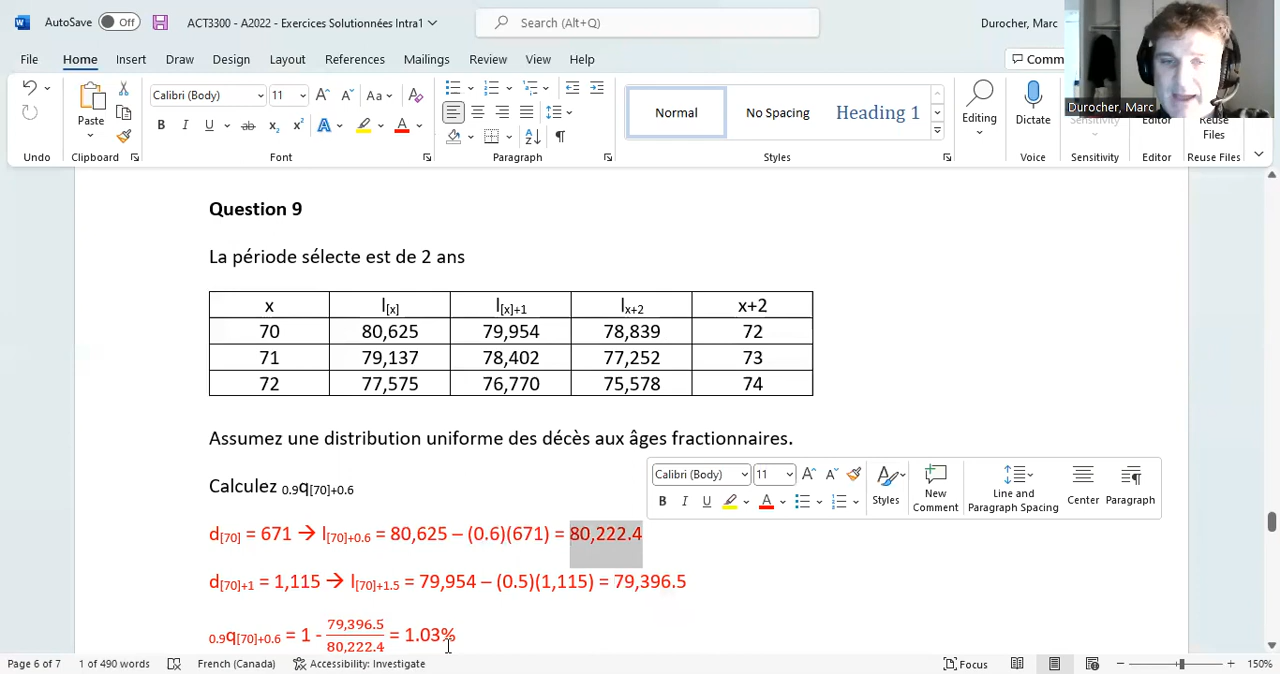 AutoSave Off ACT3300 - A2022 - Exercices Solutionnées Intra1 Search (Alt+Q) Durocher, Marc
File Home Insert Draw Design Layout References Mailings Review View Help Comm
Durocher, Marc
Calibri (Body) 11 Aa Normal No Spacing Heading 1
Paste Editing Dictate Sensitivity Editor Reuse Files
Undo Clipboard Font Paragraph Styles Voice Sensitivity Editor Reuse Files
Question 9
La période sélecte est de 2 ans
x l[x] l[x]+1 lx+2 x+2
70 80,625 79,954 78,839 72
71 79,137 78,402 77,252 73
72 77,575 76,770 75,578 74
Assumez une distribution uniforme des décès aux âges fractionnaires.
Calibri (Body) 11
Styles New Comment Line and Paragraph Spacing Center Paragraph
Calculez 0.9q[70]+0.6
d[70] = 671 → l[70]+0.6 = 80,625 – (0.6)(671) = 80,222.4
d[70]+1 = 1,115 → l[70]+1.5 = 79,954 – (0.5)(1,115) = 79,396.5
0.9q[70]+0.6 = 1 - 79,396.5 / 80,222.4 = 1.03%
Page 6 of 7 1 of 490 words French (Canada) Accessibility: Investigate Focus 150%